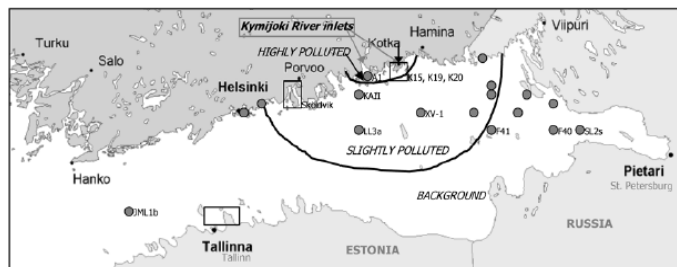 Kymijoki River inlets
Viipuri
Turku
Hamina
Kotka
HIGHLY POLLUTED
Salo
Porvoo
A1
K15, K19, K20
Helsinki
KAII
Sköldvik
XV-1
LL3a
F41
F40
SL2s
SLIGHTLY POLLUTED
Pietari
St. Petersburg
Hanko
BACKGROUND
JML1b
RUSSIA
Tallinna
Tallinn
ESTONIA